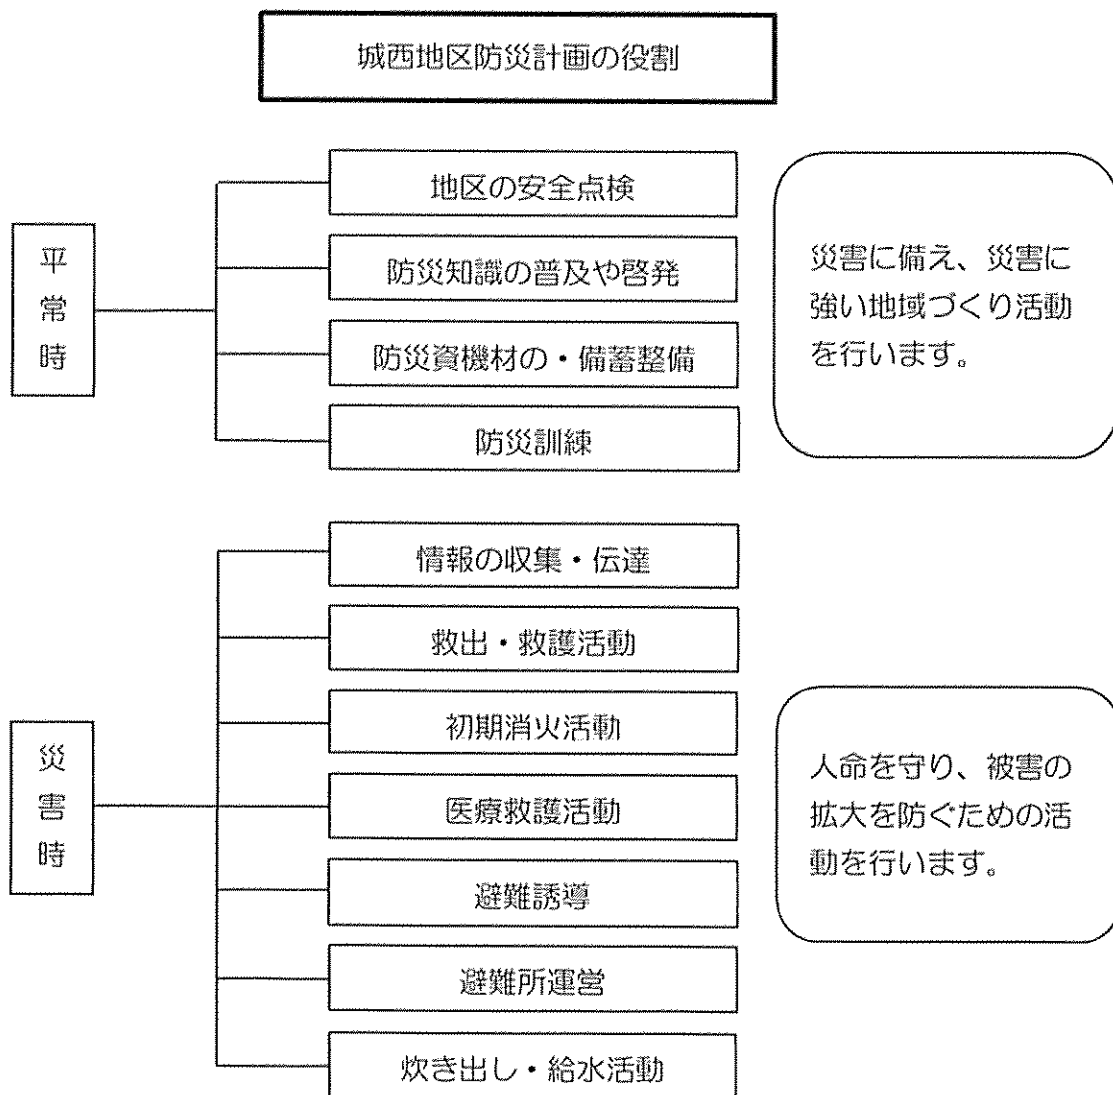 城西地区防災計画の役割
平常時
地区の安全点検
防災知識の普及や啓発
防災資機材の・備蓄整備
防災訓練
災害に備え、災害に
強い地域づくり活動
を行います。
災害時
情報の収集・伝達
救出・救護活動
初期消火活動
医療救護活動
避難誘導
避難所運営
炊き出し・給水活動
人命を守り、被害の
拡大を防ぐための活
動を行います。